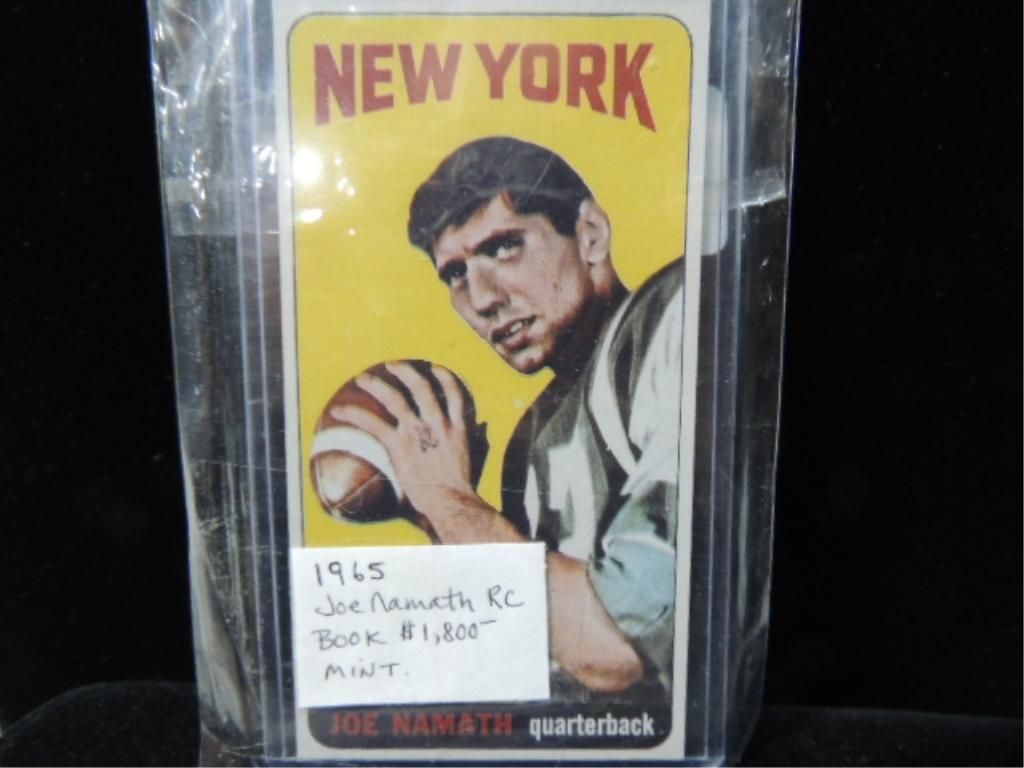 NEW YORK
1965
Joe Namath RC
BOOK $1,800-
MINT.
JOE NAMATH quarterback